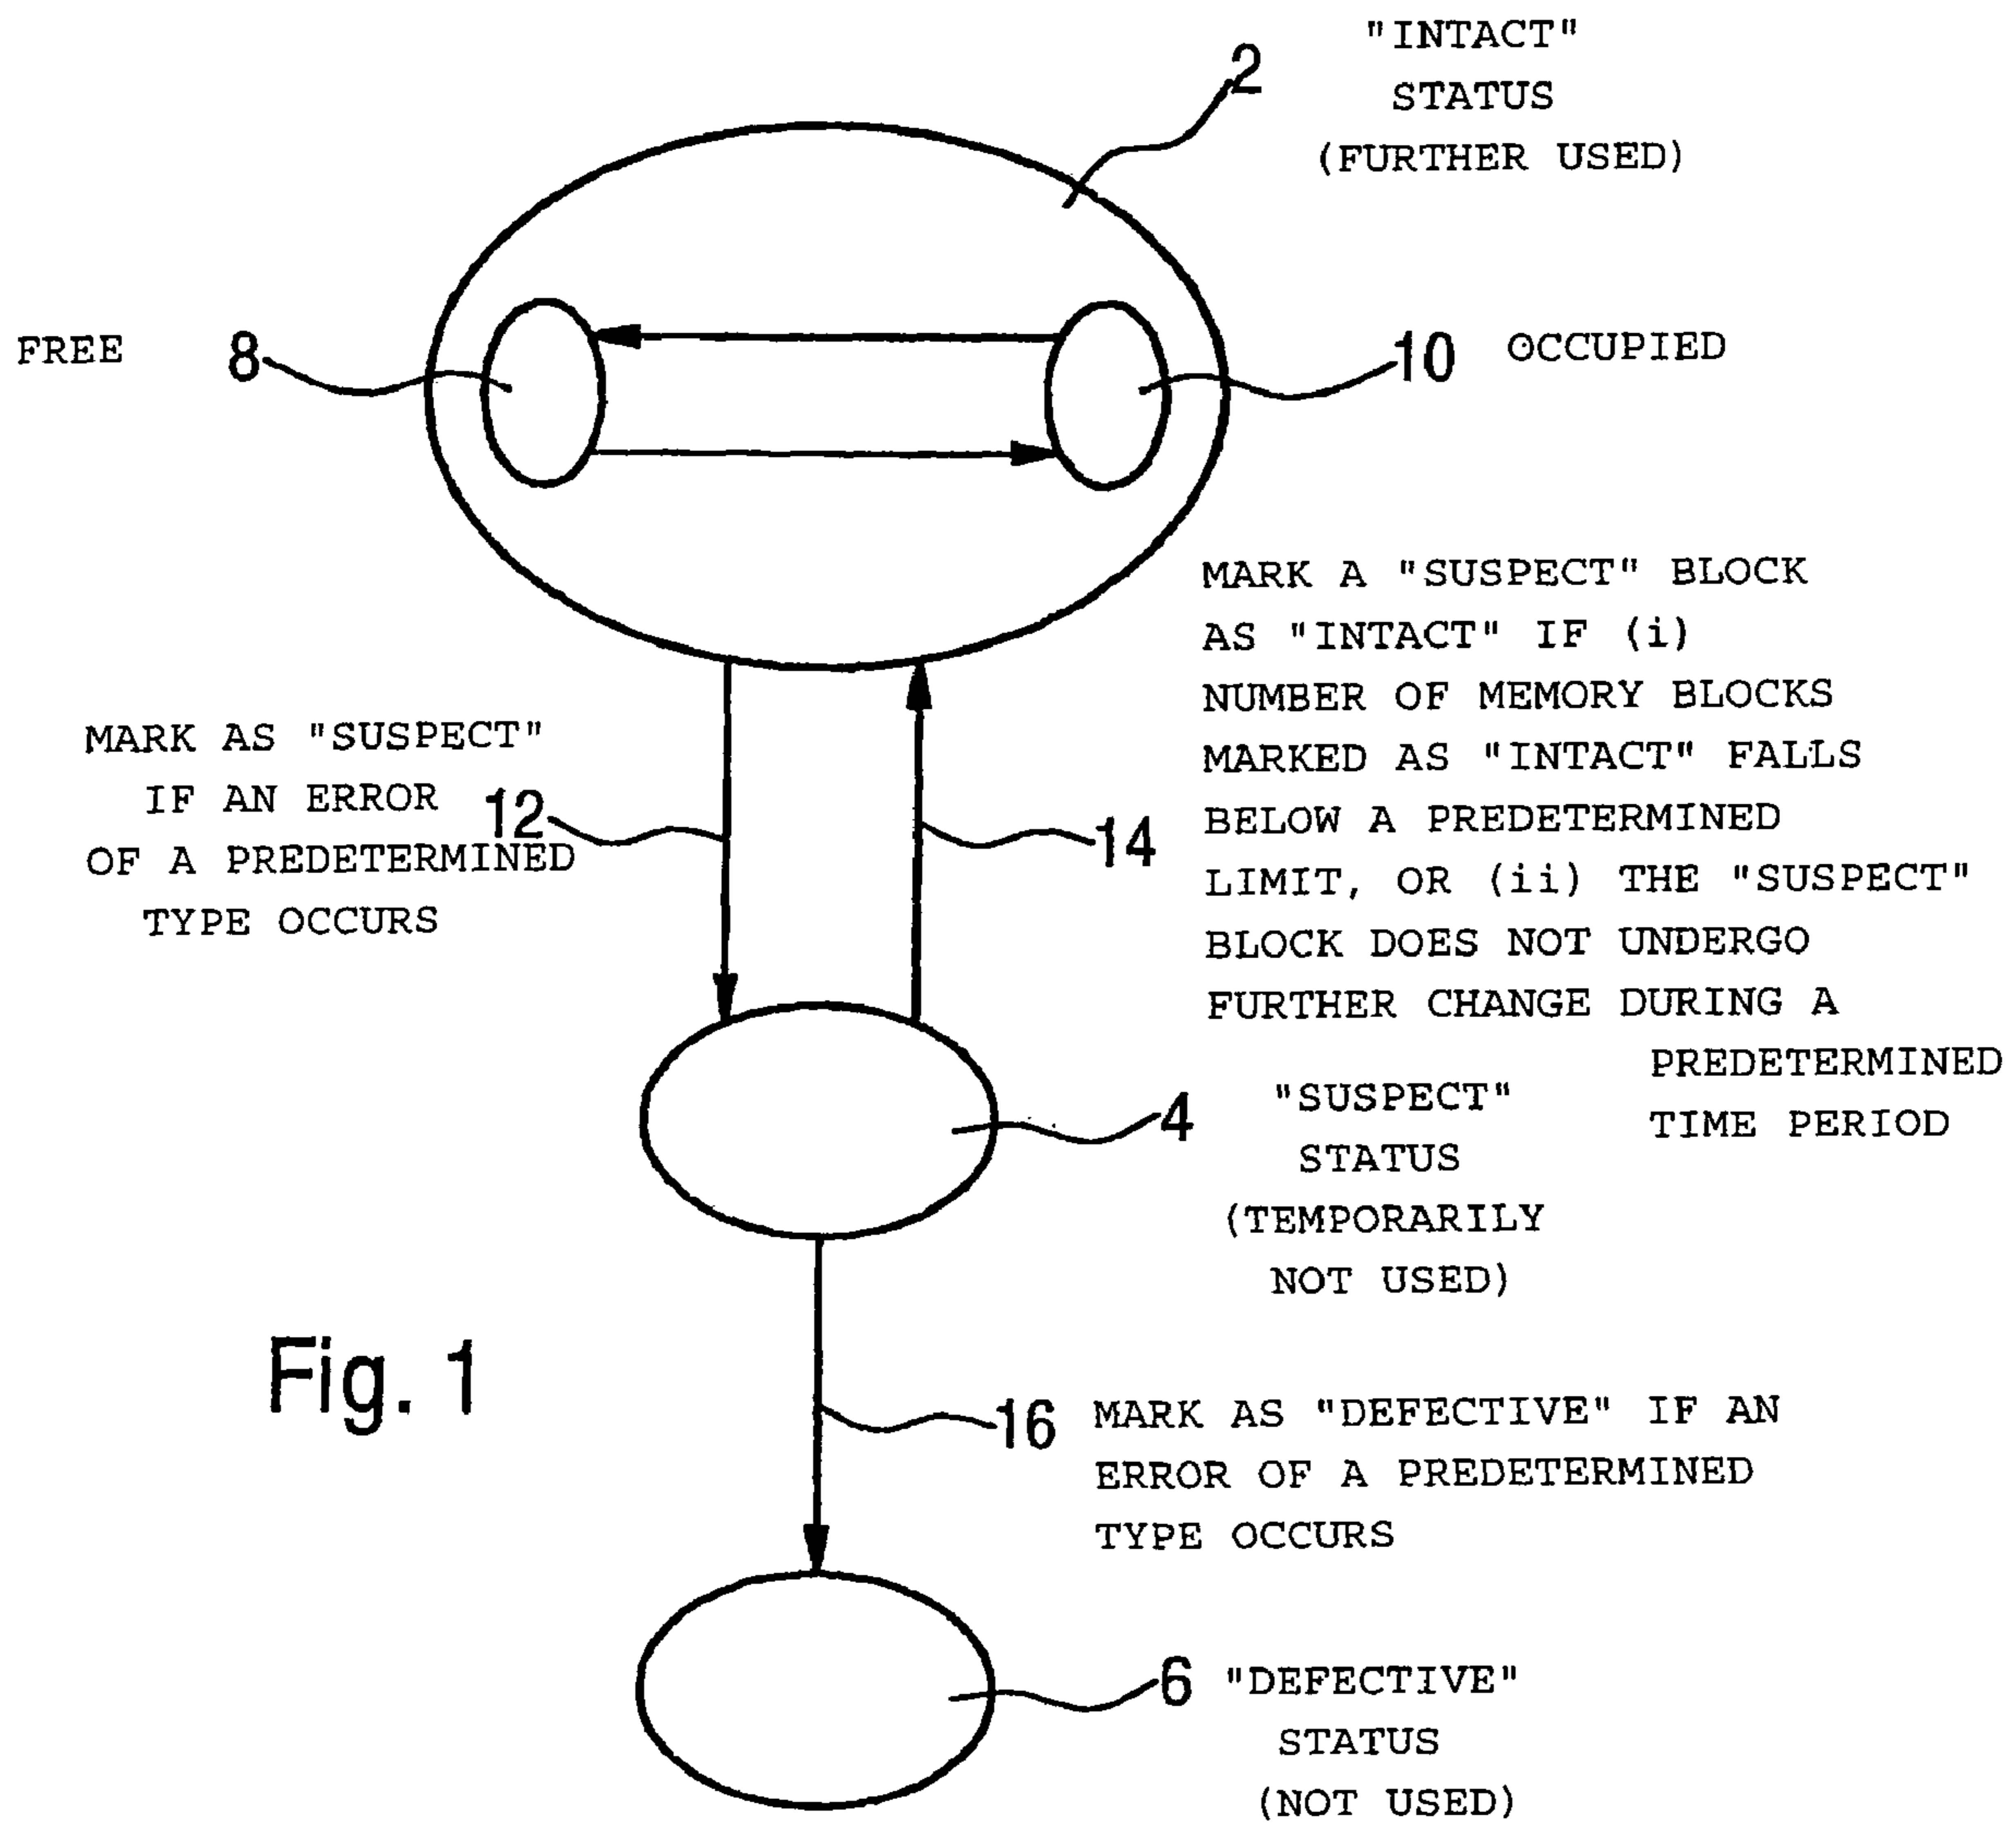 "INTACT"
STATUS
(FURTHER USED)
2
FREE
8
10
OCCUPIED
MARK A "SUSPECT" BLOCK
AS "INTACT" IF (i)
NUMBER OF MEMORY BLOCKS
MARKED AS "INTACT" FALLS
BELOW A PREDETERMINED
LIMIT, OR (ii) THE "SUSPECT"
BLOCK DOES NOT UNDERGO
FURTHER CHANGE DURING A
PREDETERMINED
TIME PERIOD
MARK AS "SUSPECT"
IF AN ERROR
OF A PREDETERMINED
TYPE OCCURS
12
14
4
"SUSPECT"
STATUS
(TEMPORARILY
NOT USED)
Fig. 1
16
MARK AS "DEFECTIVE" IF AN
ERROR OF A PREDETERMINED
TYPE OCCURS
6
"DEFECTIVE"
STATUS
(NOT USED)